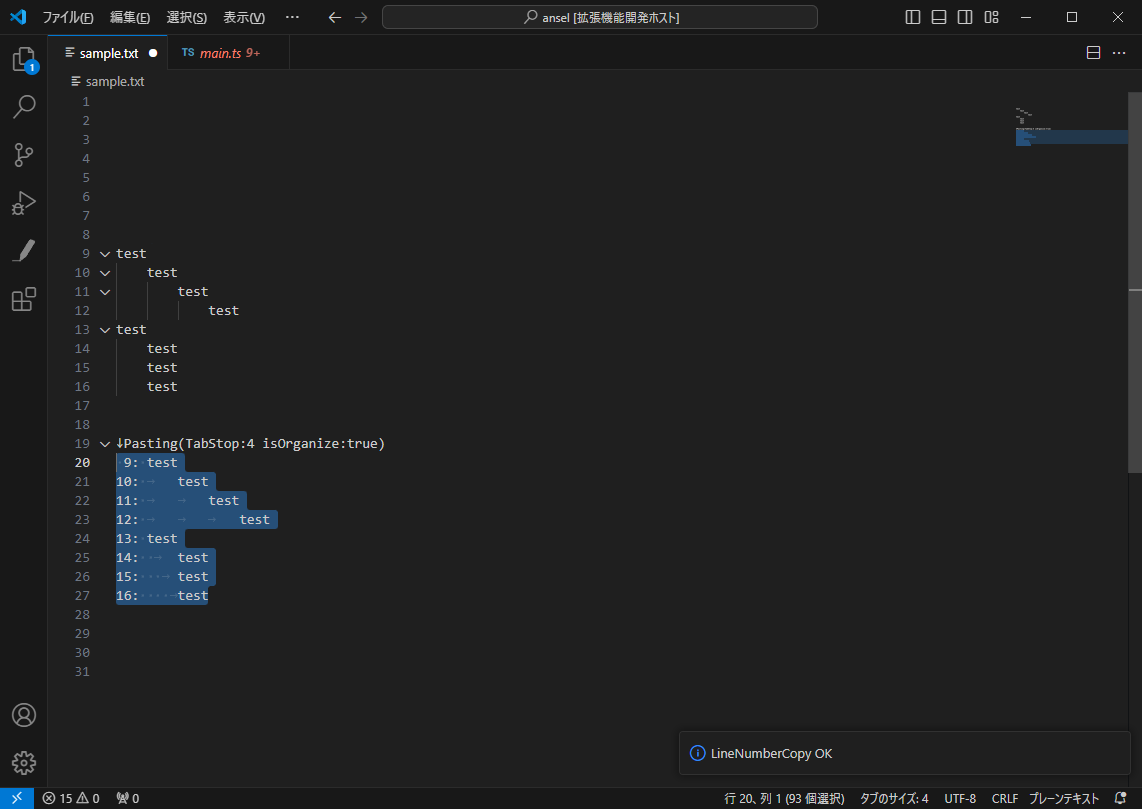 ファイル(F) 編集(E) 選択(S) 表示(V) ··· ansel [拡張機能開発ホスト]
1
sample.txt TS main.ts 9+
sample.txt
1
2
3
4
5
6
7
8
9 test
10 test
11 test
12 test
13 test
14 test
15 test
16 test
17
18
19 ↓Pasting(TabStop:4 isOrganize:true)
20 9: test
21 10: test
22 11: test
23 12: test
24 13: test
25 14: test
26 15: test
27 16: test
28
29
30
31
LineNumberCopy OK
15 0 0 行 20、列 1 (93 個選択) タブのサイズ: 4 UTF-8 CRLF プレーンテキスト